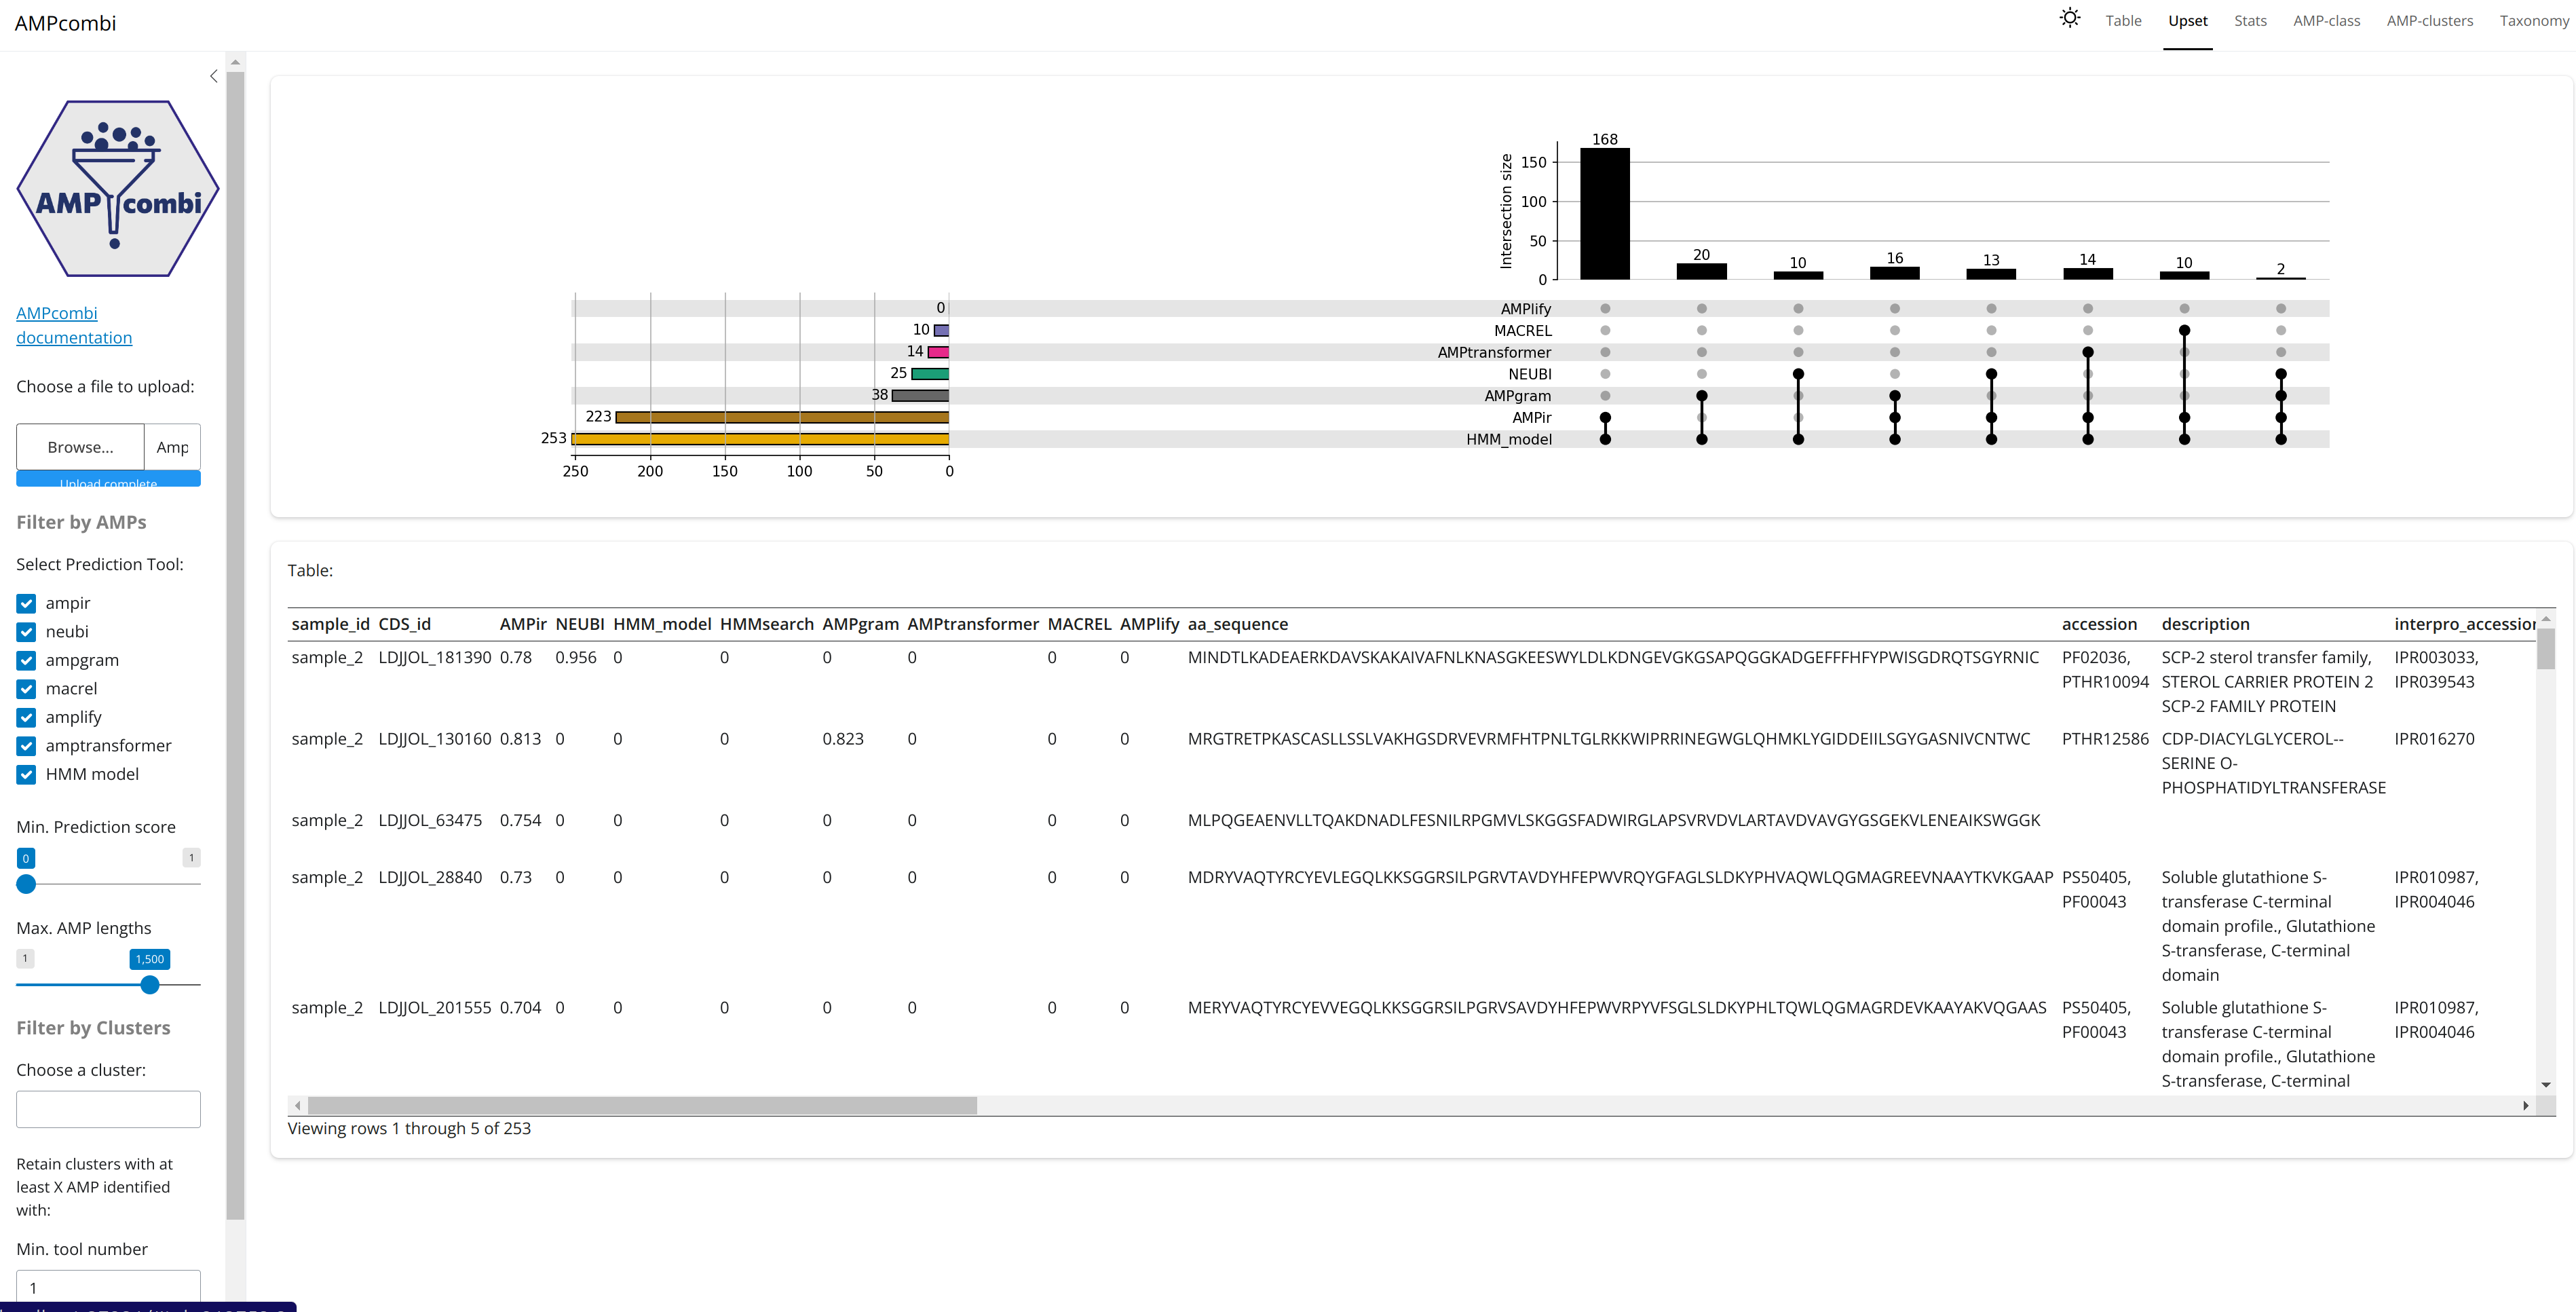 AMPcombi
Table Upset Stats AMP-class AMP-clusters Taxonomy
AMP combi
AMPcombi
documentation
Choose a file to upload:
Browse... Amp
Upload complete
Filter by AMPs
Select Prediction Tool:
ampir
neubi
ampgram
macrel
amplify
amptransformer
HMM model
Min. Prediction score
0 1
Max. AMP lengths
1 1,500
Filter by Clusters
Choose a cluster:
Retain clusters with at
least X AMP identified
with:
Min. tool number
1
Intersection size
150
100
50
0
168 20 10 16 13 14 10 2
0 AMPlify
10 MACREL
14 AMPtransformer
25 NEUBI
38 AMPgram
223 AMPir
253 HMM_model
250 200 150 100 50 0
Table:
sample_id CDS_id AMPir NEUBI HMM_model HMMsearch AMPgram AMPtransformer MACREL AMPlify aa_sequence accession description interpro_accession
sample_2 LDJJOL_181390 0.78 0.956 0 0 0 0 0 0 MINDTLKADEAERKDAVSKAKAIVAFNLKNASGKEESWYLDLKDNGEVGKGSAPQGGKADGEFFFHFYPWISGDRQTSGYRNIC PF02036, SCP-2 sterol transfer family, IPR003033,
PTHR10094 STEROL CARRIER PROTEIN 2 IPR039543
SCP-2 FAMILY PROTEIN
sample_2 LDJJOL_130160 0.813 0 0 0 0.823 0 0 0 MRGTRETPKASCASLLSSLVAKHGSDRVEVRMFHTPNLTGLRKKWIPRRINEGWGLQHMKLYGIDDEIILSGYGASNIVCNTWC PTHR12586 CDP-DIACYLGLYCEROL-- IPR016270
SERINE O-
PHOSPHATIDYLTRANSFERASE
sample_2 LDJJOL_63475 0.754 0 0 0 0 0 0 0 MLPQGEAENVLLTQAKDNADLFESNILRPGMVLSKGGSFADWIRGLAPSVRVDVLARTAVDVAVGYGSGEKVLENEAIKSWGGK
sample_2 LDJJOL_28840 0.73 0 0 0 0 0 0 0 MDRYVAQTYRCYEVLEGQLKKSGGRSILPGRVTAVDYHFEPWVRQYGFAGLSLDKYPHVAQWLQGMAGREEVNAAYTKVKGAAP PS50405, Soluble glutathione S- IPR010987,
PF00043 transferase C-terminal IPR004046
domain profile., Glutathione
S-transferase, C-terminal
domain
sample_2 LDJJOL_201555 0.704 0 0 0 0 0 0 0 MERYVAQTYRCYEVVEGQLKKSGGRSILPGRVSAVDYHFEPWVRPYVFSGLSLDKYPHLTQWLQGMAGRDEVKAAYAKVQGAAS PS50405, Soluble glutathione S- IPR010987,
PF00043 transferase C-terminal IPR004046
domain profile., Glutathione
S-transferase, C-terminal
Viewing rows 1 through 5 of 253